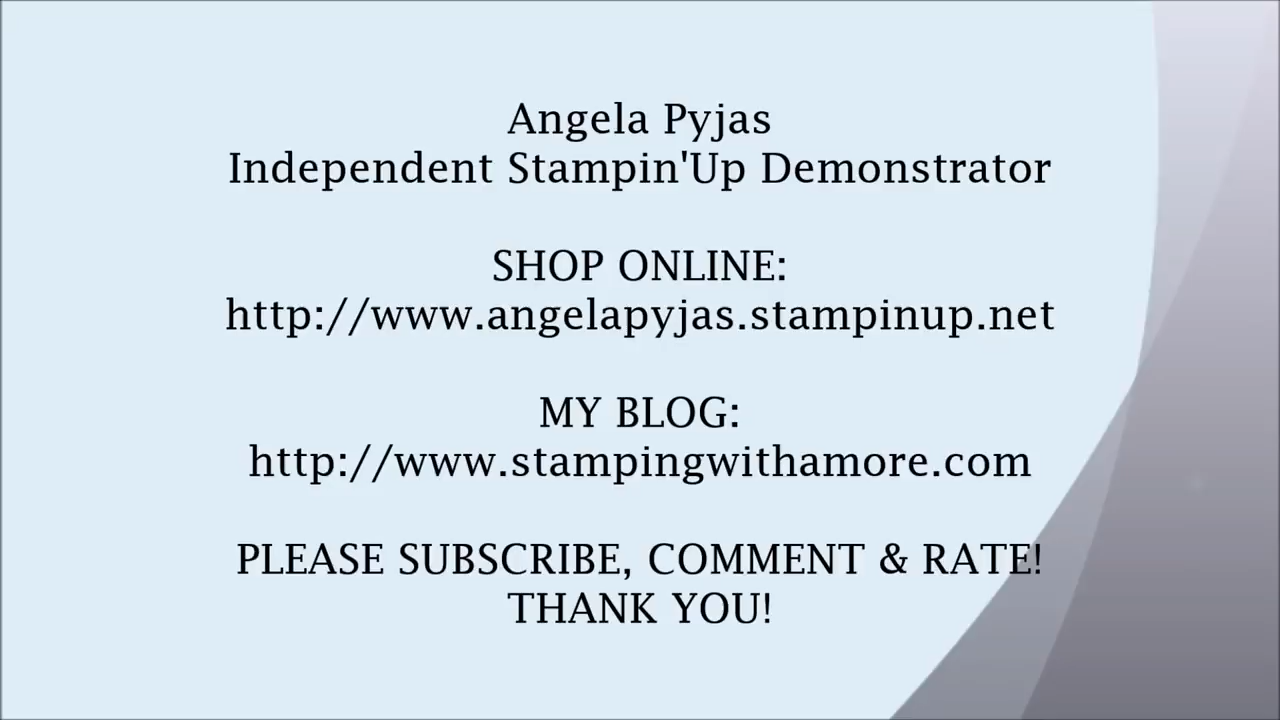 Angela Pyjas
Independent Stampin'Up Demonstrator
SHOP ONLINE:
http://www.angelapyjas.stampinup.net
MY BLOG:
http://www.stampingwithamore.com
PLEASE SUBSCRIBE, COMMENT & RATE!
THANK YOU!